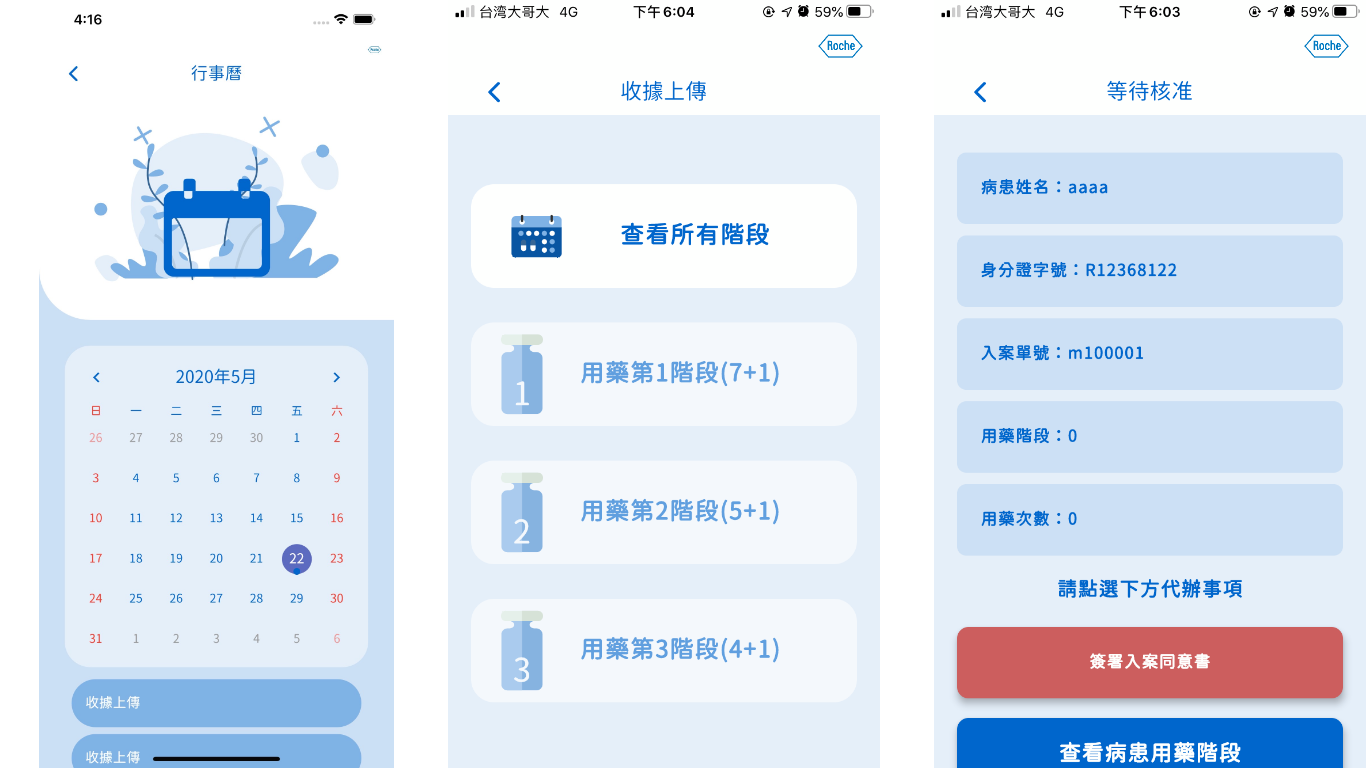 4:16
Roche
行事曆
2020年5月
日 一 二 三 四 五 六
26 27 28 29 30 1 2
3 4 5 6 7 8 9
10 11 12 13 14 15 16
17 18 19 20 21 22 23
24 25 26 27 28 29 30
31 1 2 3 4 5 6
收據上傳
收據上傳
台湾大哥大 4G 下午6:04 59%
Roche
收據上傳
查看所有階段
1 用藥第1階段(7+1)
2 用藥第2階段(5+1)
3 用藥第3階段(4+1)
台湾大哥大 4G 下午6:03 59%
Roche
等待核准
病患姓名：aaaa
身分證字號：R12368122
入案單號：m100001
用藥階段：0
用藥次數：0
請點選下方代辦事項
簽署入案同意書
查看病患用藥階段